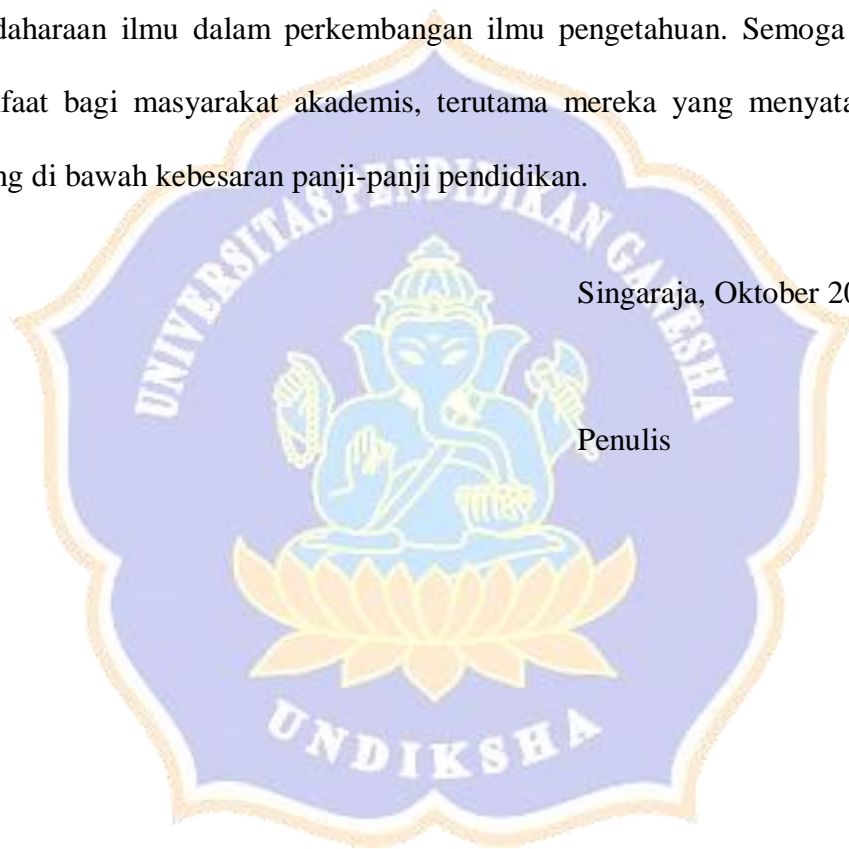 daharaan ilmu dalam perkembangan ilmu pengetahuan. Semoga
faat bagi masyarakat akademis, terutama mereka yang menyata
ng di bawah kebesaran panji-panji pendidikan.
UNIVERSITAS PENDIDIKAN GANESHA
Singaraja, Oktober 20
Penulis
UNDIKSHA